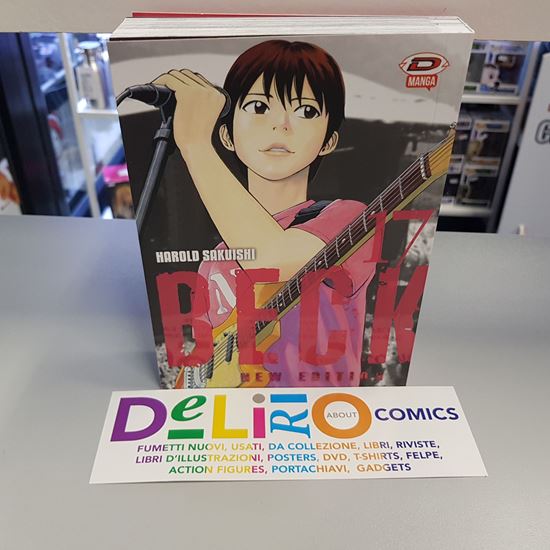 D
MANGA
17
HAROLD SAKUISHI
BECK
NEW EDITION
DeLiRiO ABOUT COMICS
FUMETTI NUOVI, USATI, DA COLLEZIONE, LIBRI, RIVISTE,
LIBRI D'ILLUSTRAZIONI, POSTERS, DVD, T-SHIRTS, FELPE,
ACTION FIGURES, PORTACHIAVI, GADGETS